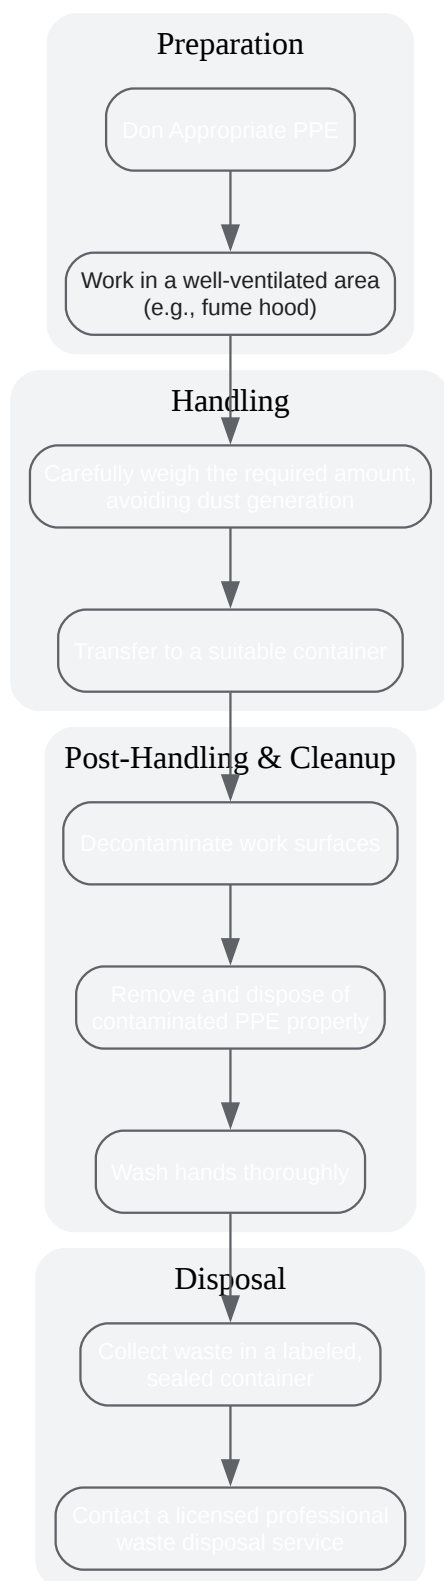 Preparation
Don Appropriate PPE
Work in a well-ventilated area
(e.g., fume hood)
Handling
Carefully weigh the required amount,
avoiding dust generation
Transfer to a suitable container
Post-Handling & Cleanup
Decontaminate work surfaces
Remove and dispose of
contaminated PPE properly
Wash hands thoroughly
Disposal
Collect waste in a labeled,
sealed container
Contact a licensed professional
waste disposal service